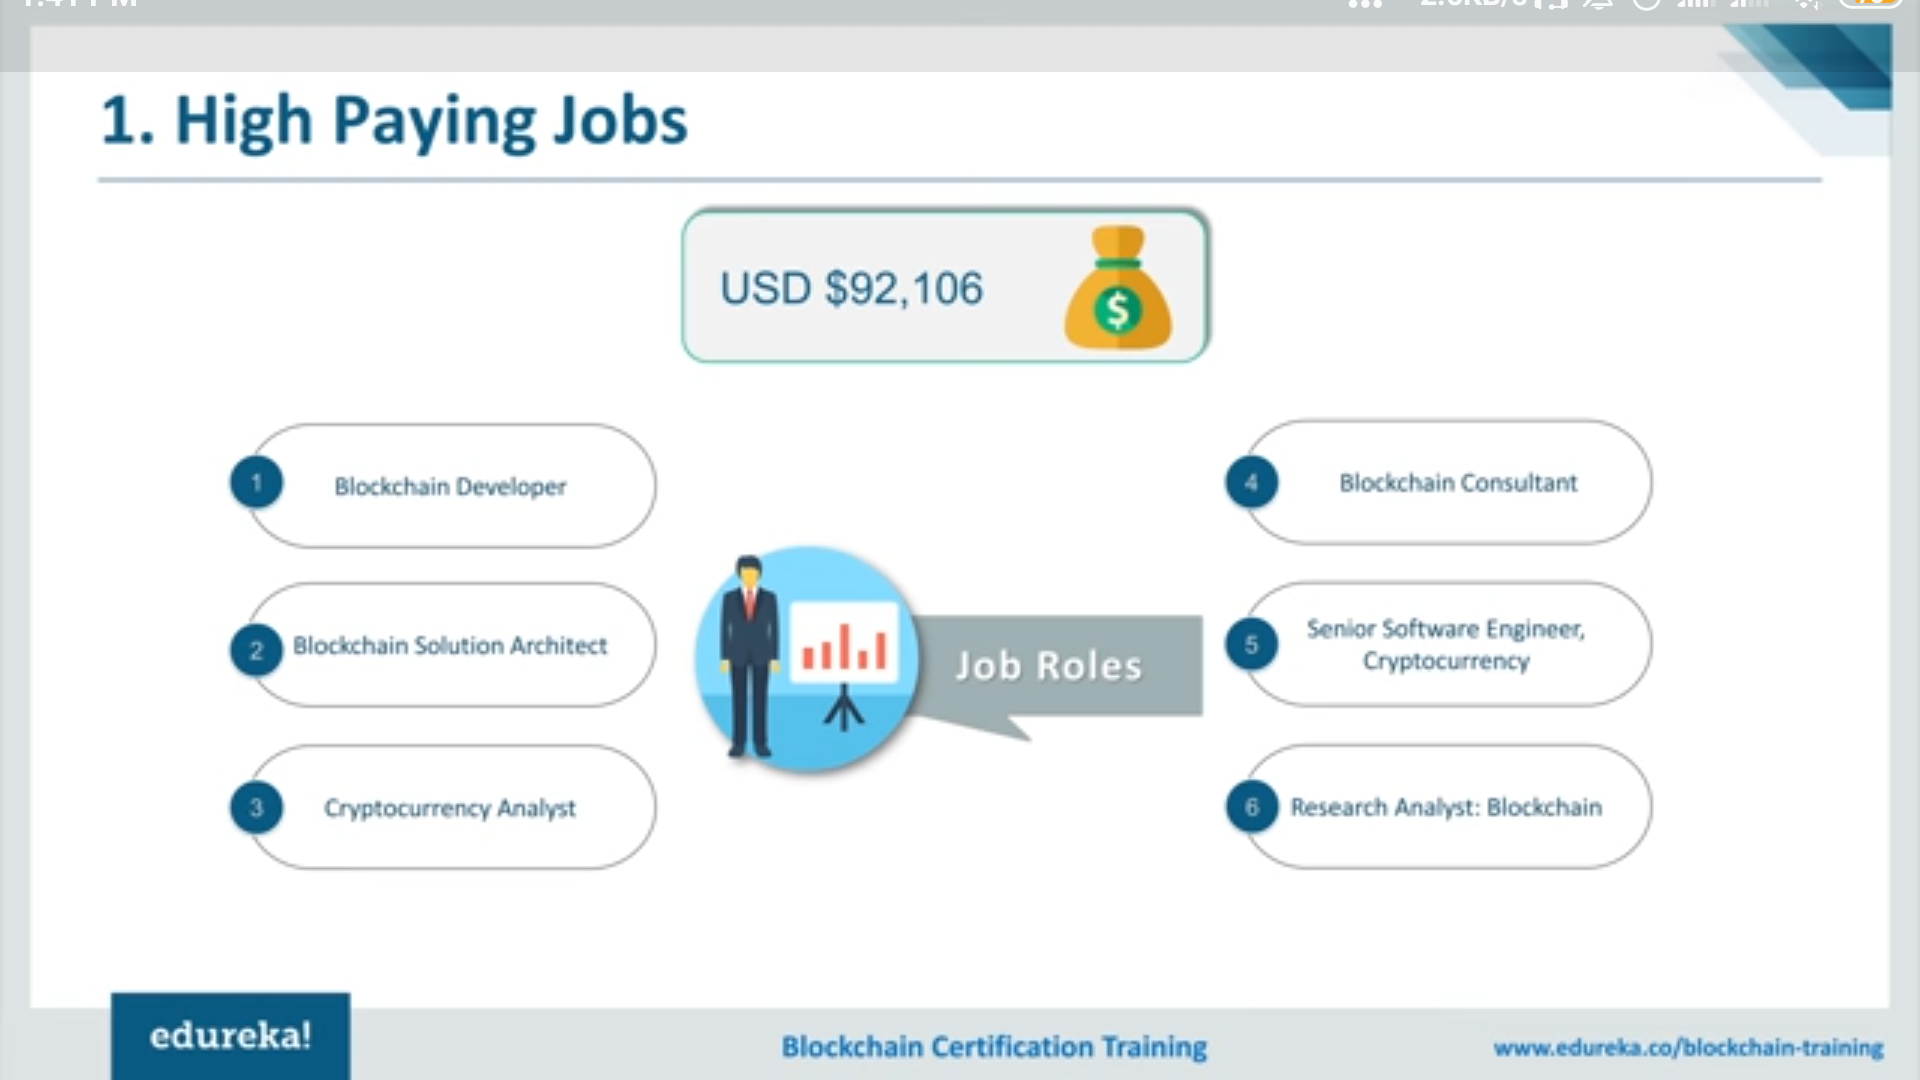 1. High Paying Jobs
USD $92,106
$
1
Blockchain Developer
2
Blockchain Solution Architect
3
Cryptocurrency Analyst
Job Roles
4
Blockchain Consultant
5
Senior Software Engineer,
Cryptocurrency
6
Research Analyst: Blockchain
edureka!
Blockchain Certification Training
www.edureka.co/blockchain-training